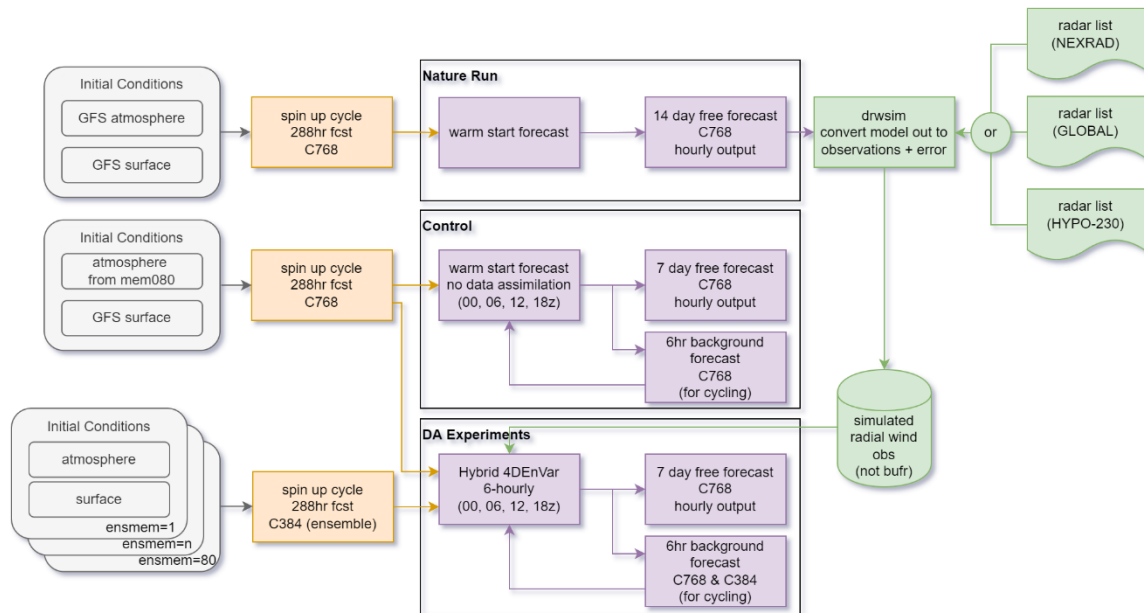 Initial Conditions
GFS atmosphere
GFS surface
spin up cycle
288hr fcst
C768
Nature Run
warm start forecast
14 day free forecast
C768
hourly output
drwsim
convert model out to
observations + error
or
radar list
(NEXRAD)
radar list
(GLOBAL)
radar list
(HYPO-230)
Initial Conditions
atmosphere
from mem080
GFS surface
spin up cycle
288hr fcst
C768
Control
warm start forecast
no data assimilation
(00, 06, 12, 18z)
7 day free forecast
C768
hourly output
6hr background
forecast
C768
(for cycling)
simulated
radial wind
obs
(not bufr)
Initial Conditions
atmosphere
surface
ensmem=1
ensmem=n
ensmem=80
spin up cycle
288hr fcst
C384 (ensemble)
DA Experiments
Hybrid 4DEnVar
6-hourly
(00, 06, 12, 18z)
7 day free forecast
C768
hourly output
6hr background
forecast
C768 & C384
(for cycling)